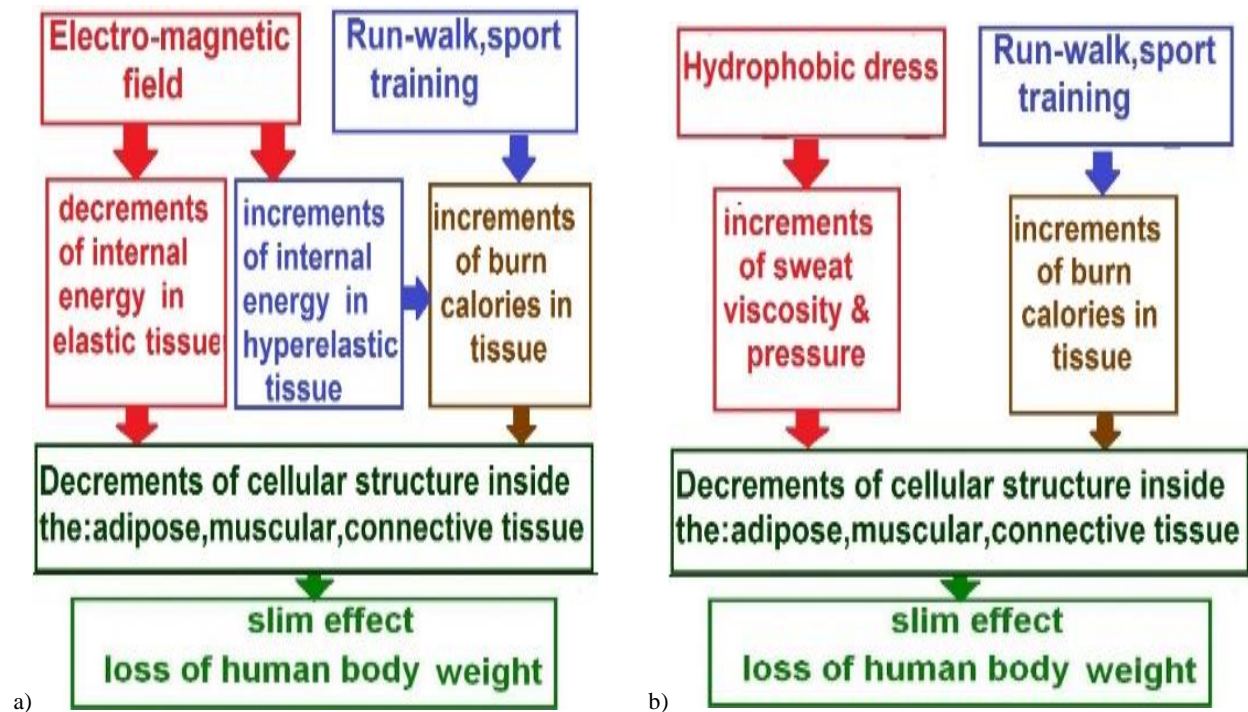 Electro-magnetic
field
Run-walk,sport
training
decrements
of internal
energy in
elastic tissue
increments
of internal
energy in
hyperelastic
tissue
increments
of burn
calories in
tissue
Decrements of cellular structure inside
the:adipose,muscular,connective tissue
slim effect
loss of human body weight
a)
Hydrophobic dress
Run-walk,sport
training
increments
of sweat
viscosity &
pressure
increments
of burn
calories in
tissue
Decrements of cellular structure inside
the:adipose,muscular,connective tissue
slim effect
loss of human body weight
b)